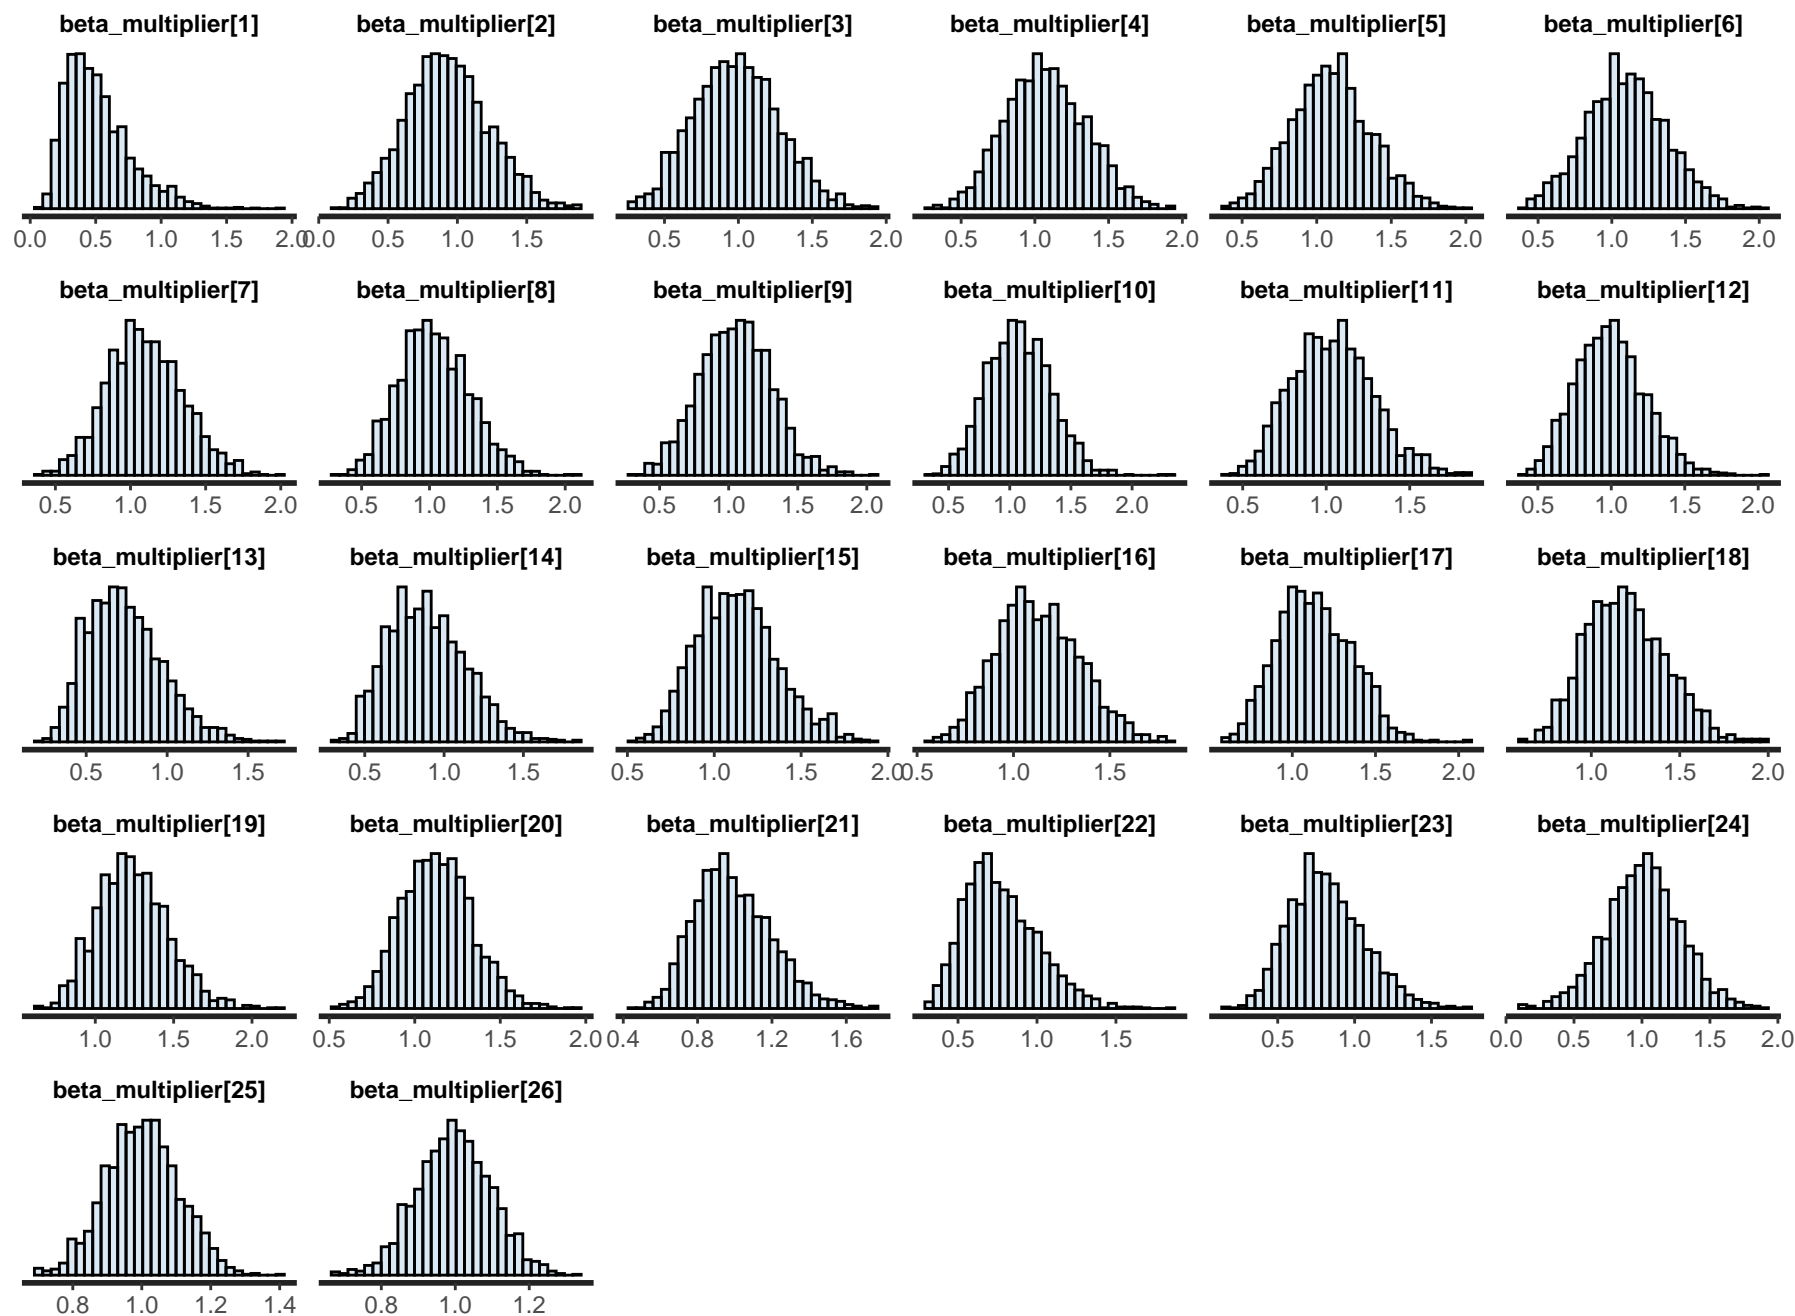 beta_multiplier[1] beta_multiplier[2] beta_multiplier[3] beta_multiplier[4] beta_multiplier[5] beta_multiplier[6]
0.0 0.5 1.0 1.5 2.0 0.0 0.5 1.0 1.5 0.5 1.0 1.5 2.0 0.5 1.0 1.5 2.0 0.5 1.0 1.5 2.0 0.5 1.0 1.5 2.0
beta_multiplier[7] beta_multiplier[8] beta_multiplier[9] beta_multiplier[10] beta_multiplier[11] beta_multiplier[12]
0.5 1.0 1.5 2.0 0.5 1.0 1.5 2.0 0.5 1.0 1.5 2.0 0.5 1.0 1.5 2.0 0.5 1.0 1.5 0.5 1.0 1.5 2.0
beta_multiplier[13] beta_multiplier[14] beta_multiplier[15] beta_multiplier[16] beta_multiplier[17] beta_multiplier[18]
0.5 1.0 1.5 0.5 1.0 1.5 0.5 1.0 1.5 2.0 0.5 1.0 1.5 1.0 1.5 2.0 1.0 1.5 2.0
beta_multiplier[19] beta_multiplier[20] beta_multiplier[21] beta_multiplier[22] beta_multiplier[23] beta_multiplier[24]
1.0 1.5 2.0 0.5 1.0 1.5 2.0 0.4 0.8 1.2 1.6 0.5 1.0 1.5 0.5 1.0 1.5 0.0 0.5 1.0 1.5 2.0
beta_multiplier[25] beta_multiplier[26]
0.8 1.0 1.2 1.4 0.8 1.0 1.2